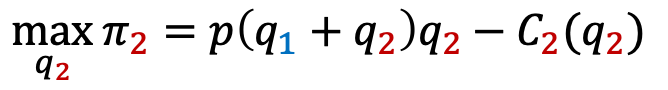 max π₂ = p(q₁ + q₂)q₂ − C₂(q₂)
q₂